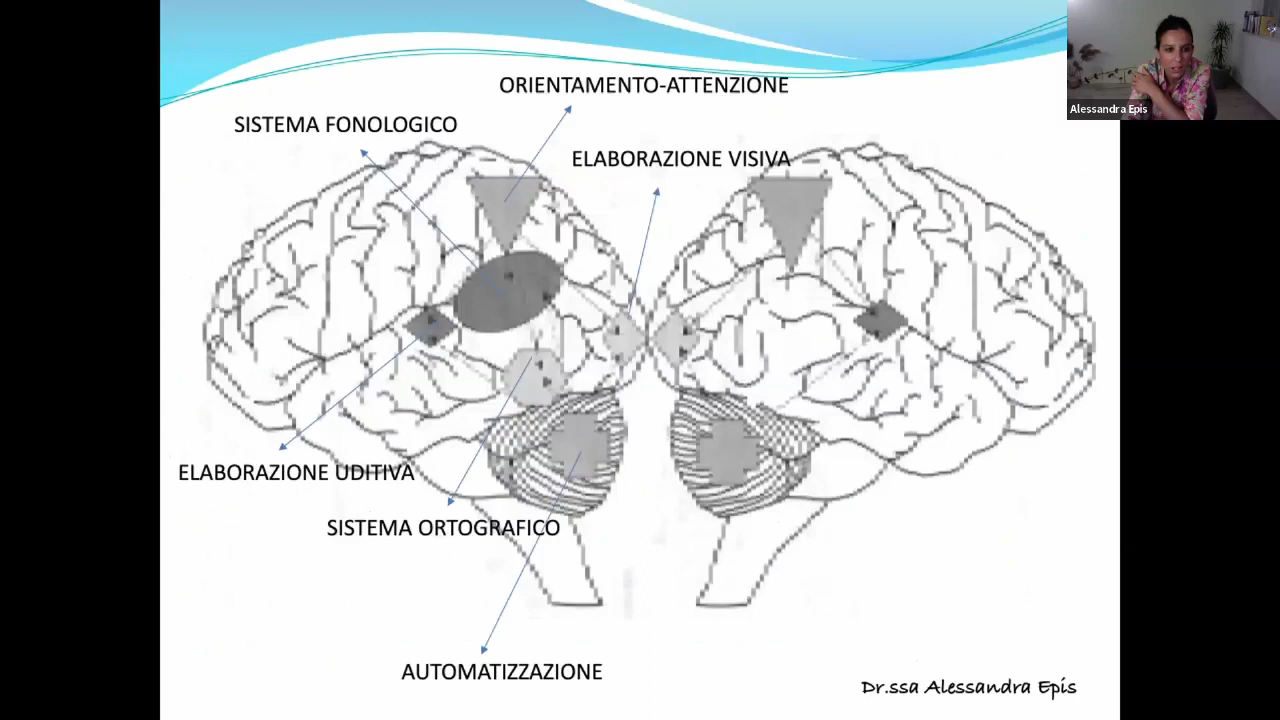 ORIENTAMENTO-ATTENZIONE
Alessandra Epis
SISTEMA FONOLOGICO
ELABORAZIONE VISIVA
ELABORAZIONE UDITIVA
SISTEMA ORTOGRAFICO
AUTOMATIZZAZIONE
Dr.ssa Alessandra Epis